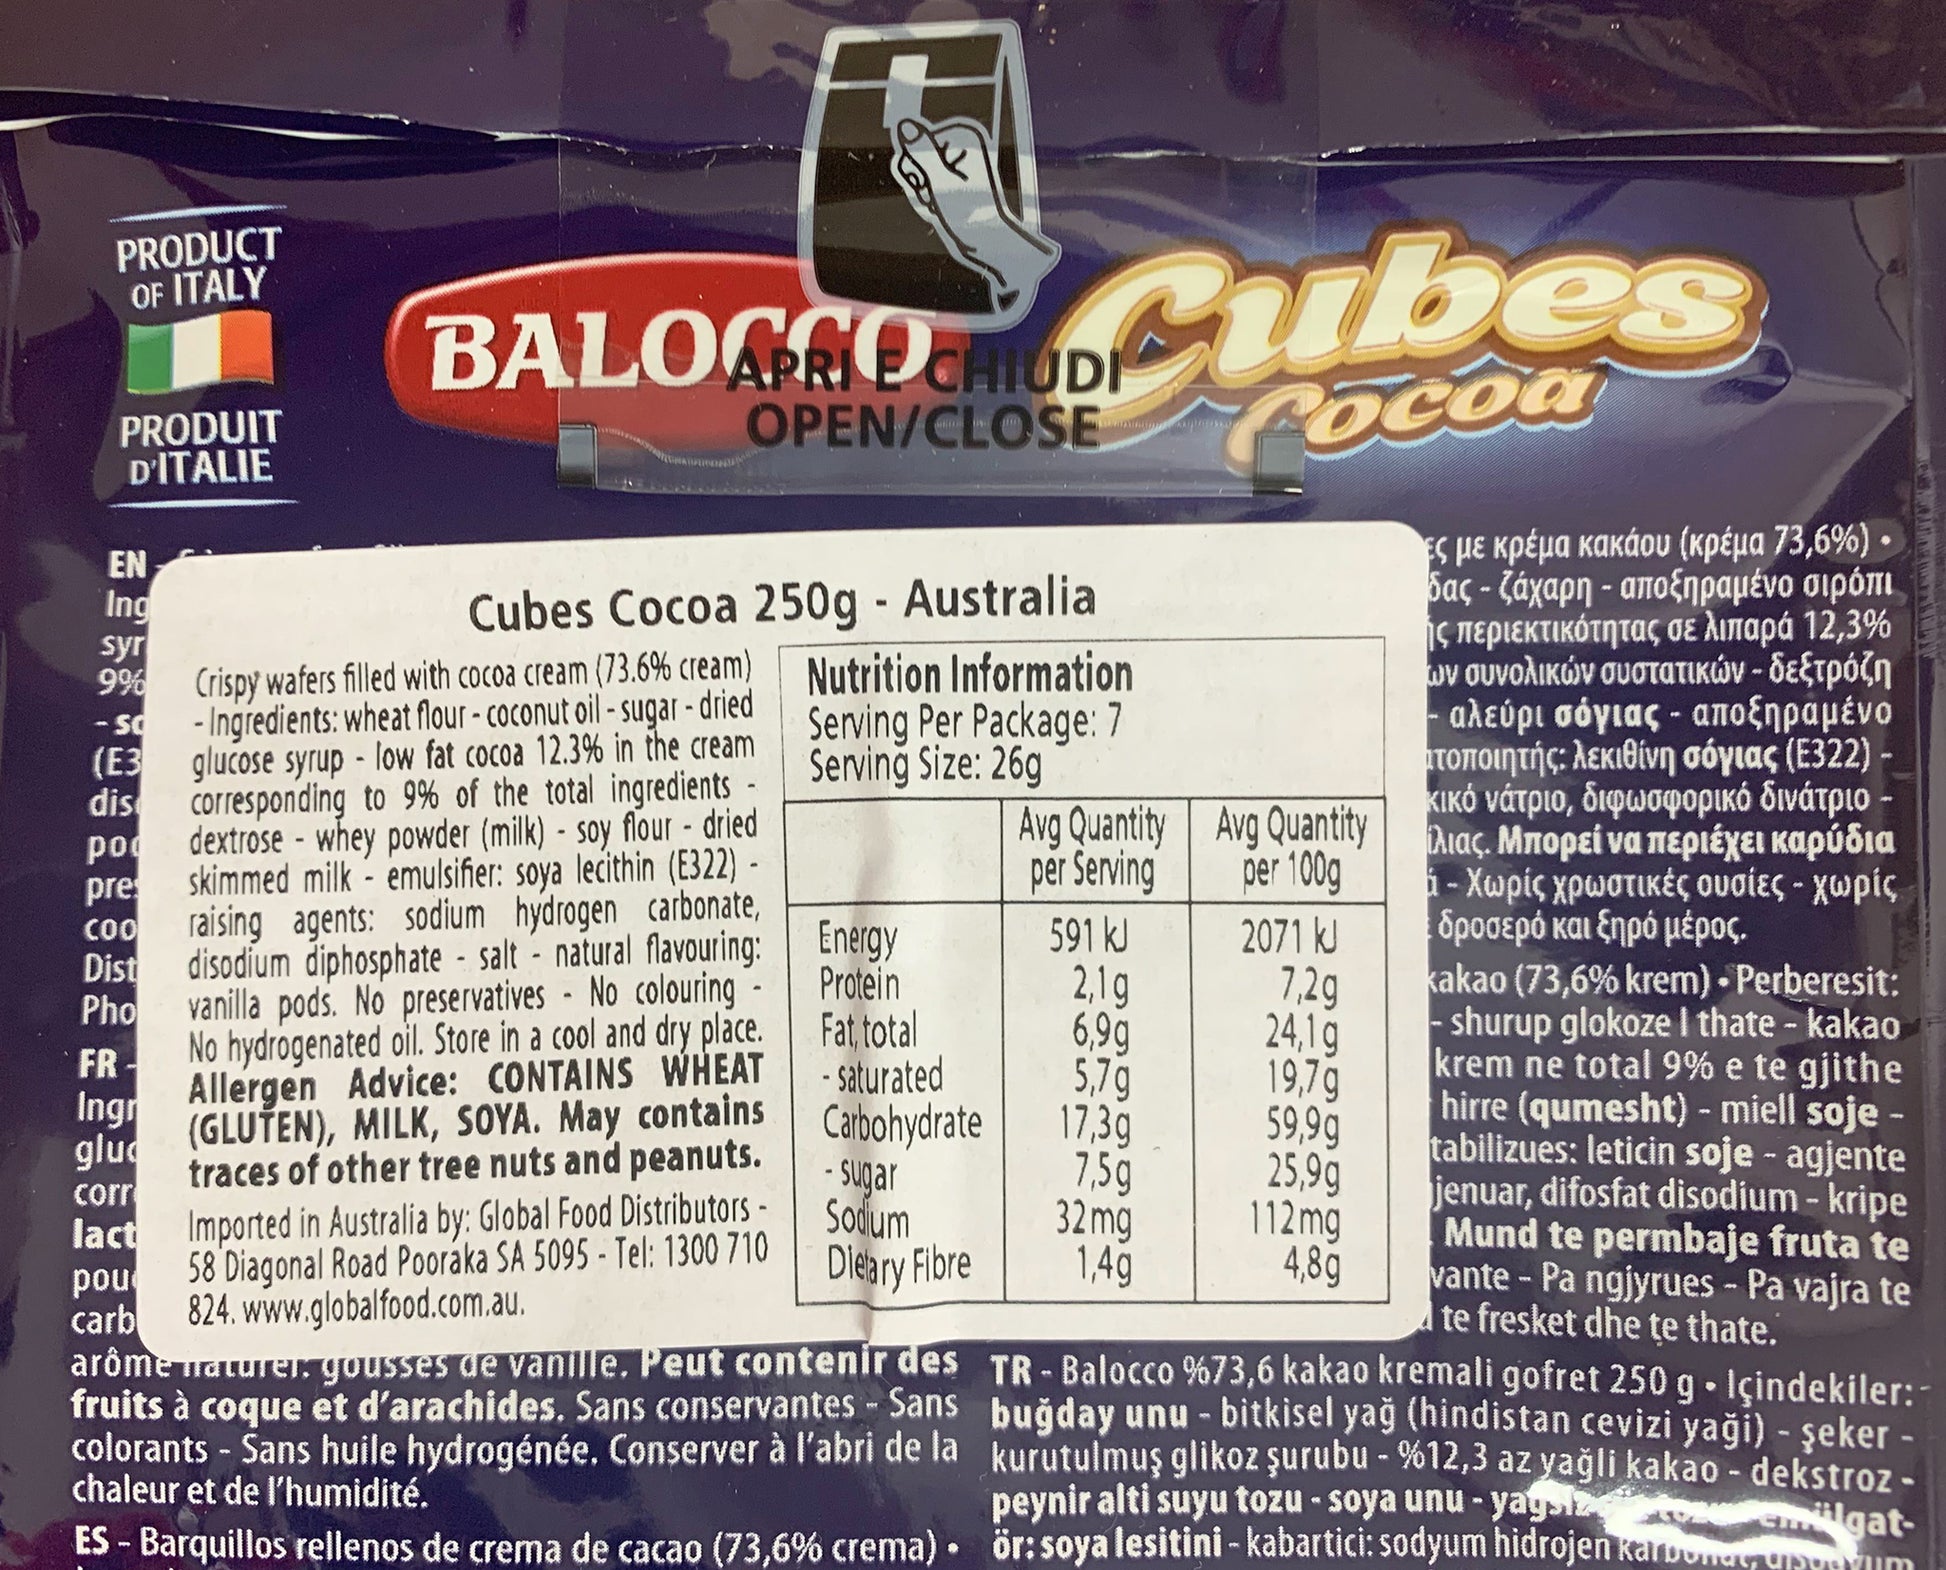 PRODUCT
OF ITALY
PRODUIT
D'ITALIE
BALOCCO
Cubes
Cocoa
APRI E CHIUDI
OPEN/CLOSE
EN
Cubes Cocoa 250g - Australia
Crispy wafers filled with cocoa cream (73.6% cream)
- Ingredients: wheat flour - coconut oil - sugar - dried
glucose syrup - low fat cocoa 12.3% in the cream
corresponding to 9% of the total ingredients -
dextrose - whey powder (milk) - soy flour - dried
skimmed milk - emulsifier: soya lecithin (E322) -
raising agents: sodium hydrogen carbonate,
disodium diphosphate - salt - natural flavouring:
vanilla pods. No preservatives - No colouring -
No hydrogenated oil. Store in a cool and dry place.
Allergen Advice: CONTAINS WHEAT
(GLUTEN), MILK, SOYA. May contains
traces of other tree nuts and peanuts.
Imported in Australia by: Global Food Distributors -
58 Diagonal Road Pooraka SA 5095 - Tel: 1300 710
824. www.globalfood.com.au.
Nutrition Information
Serving Per Package: 7
Serving Size: 26g
Avg Quantity per Serving Avg Quantity per 100g
Energy 591 kJ 2071 kJ
Protein 2,1g 7,2g
Fat, total 6,9g 24,1g
- saturated 5,7g 19,7g
Carbohydrate 17,3g 59,9g
- sugar 7,5g 25,9g
Sodium 32mg 112mg
Dietary Fibre 1,4g 4,8g
9%
FR -
arôme naturel: gousses de vanille. Peut contenir des
fruits à coque et d'arachides. Sans conservantes - Sans
colorants - Sans huile hydrogénée. Conserver à l'abri de la
chaleur et de l'humidité.
ES - Barquillos rellenos de crema de cacao (73,6% crema) •
με κρέμα κακάου (κρέμα 73,6%) •
- ζάχαρη - αποξηραμένο σιρόπι
περιεκτικότητας σε λιπαρά 12,3%
συνολικών συστατικών - δεξτρόζη
- αλεύρι σόγιας - αποξηραμένο
λεκιθίνη σόγιας (E322) -
νάτριο, διφωσφορικό δινάτριο -
Μπορεί να περιέχει καρύδια
- Χωρίς χρωστικές ουσίες - χωρίς
δροσερό και ξηρό μέρος.
kakao (73,6% krem) • Perberesit:
- shurup glokoze I thate - kakao
krem ne total 9% e te gjithe
hirre (qumesht) - miell soje -
leticin soje - agjente
difosfat disodium - kripe
Mund te permbaje fruta te
- Pa ngjyrues - Pa vajra te
te fresket dhe te thate.
TR - Balocco %73,6 kakao kremali gofret 250 g • Içindekiler:-
buğday unu - bitkisel yağ (hindistan cevizi yaği) - şeker -
kurutulmuş glikoz şurubu - %12,3 az yağli kakao - dekstroz -
peynir alti suyu tozu - soya unu -
ör: soya lesitini - kabartici: sodyum hidrojen